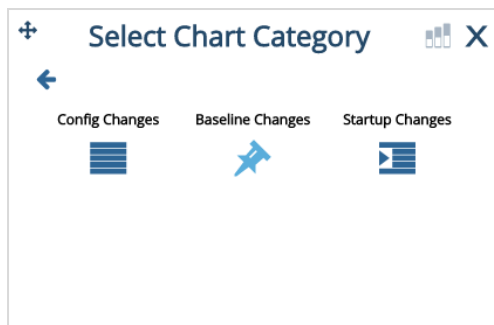 Select Chart Category X
Config Changes Baseline Changes Startup Changes